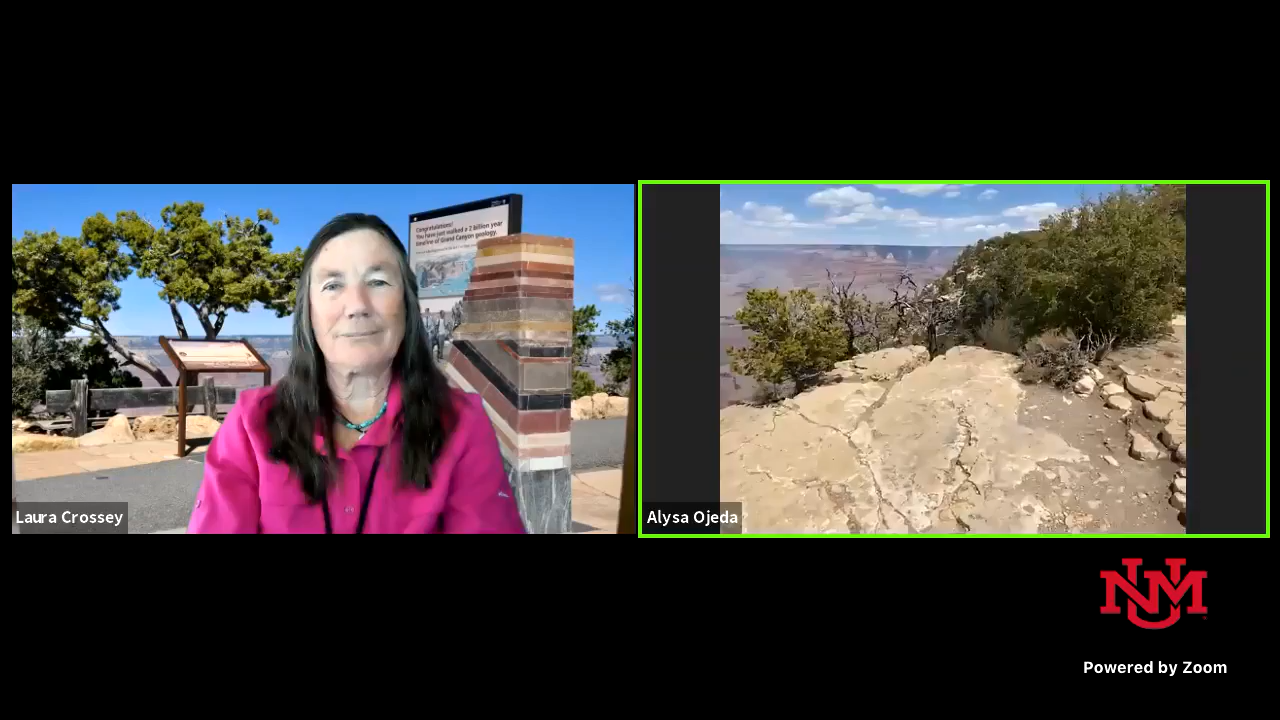 Congratulations!
You have just walked a 2 billion year
timeline of Grand Canyon geology.
Laura Crossey
Alysa Ojeda
UNM
Powered by Zoom